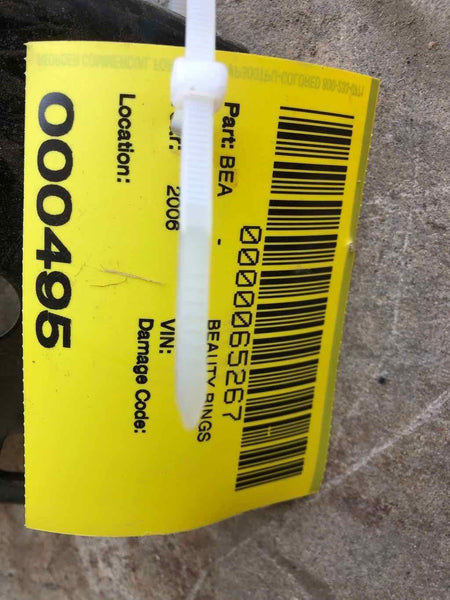 0000065267
Part: BEA - BEAUTY RINGS
2006 VIN:
Location: Damage Code:
000495